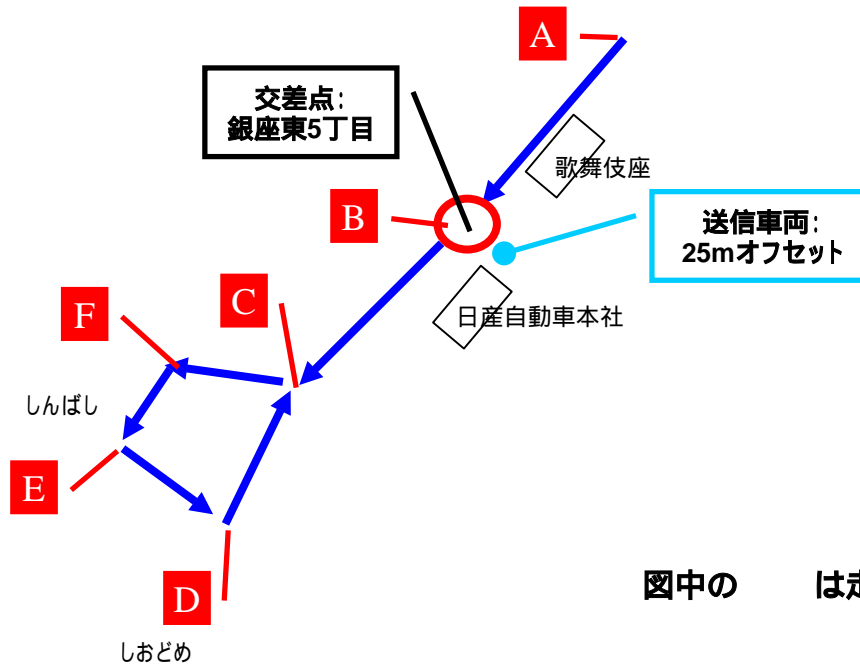 A
交差点：
銀座東5丁目
歌舞伎座
B
送信車両：
25mオフセット
C
日産自動車本社
F
しんばし
E
D
しおどめ
図中の　　は走